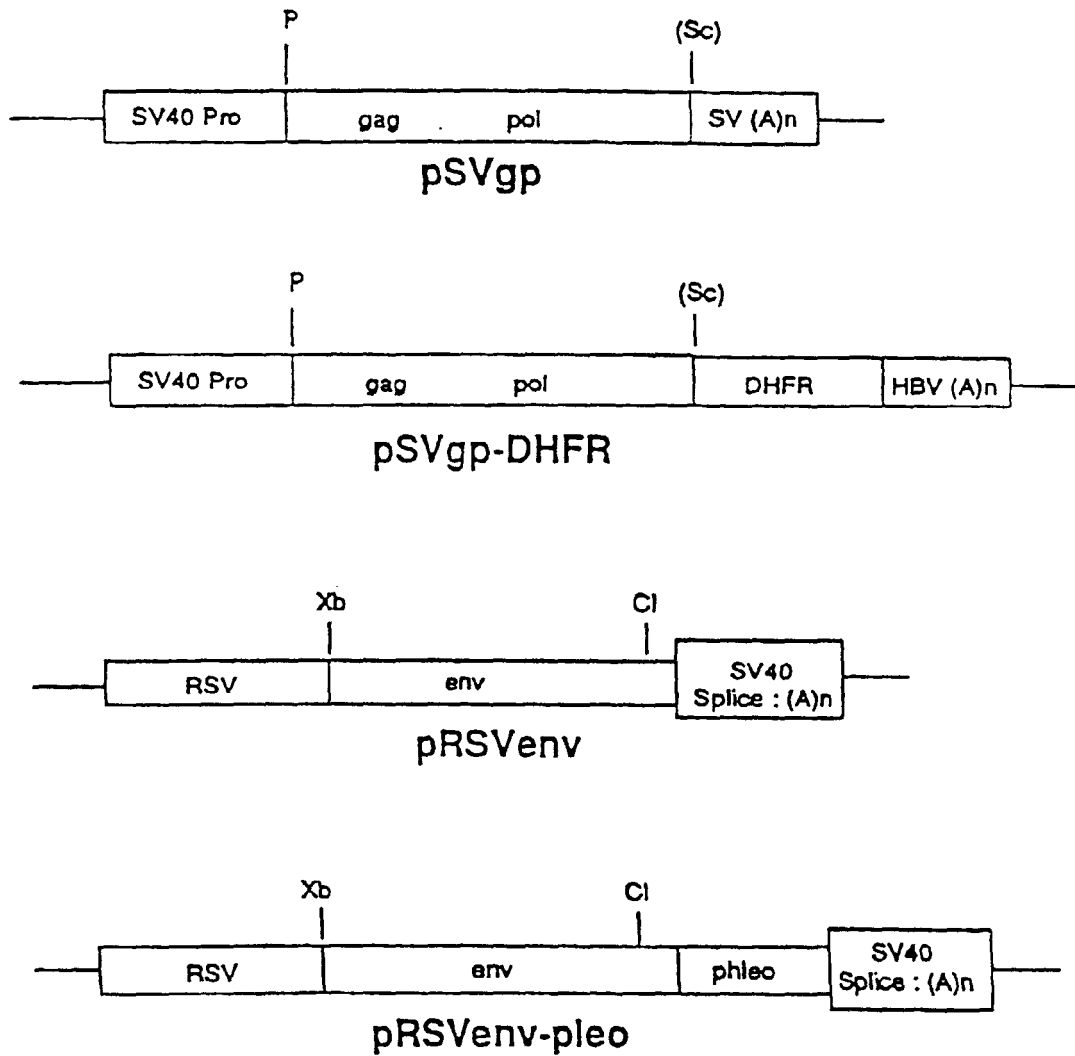 P (Sc)
SV40 Pro gag pol SV (A)n
pSVgp
P (Sc)
SV40 Pro gag pol DHFR HBV (A)n
pSVgp-DHFR
Xb Cl
RSV env SV40
Splice : (A)n
pRSVenv
Xb Cl
RSV env phleo SV40
Splice : (A)n
pRSVenv-pleo